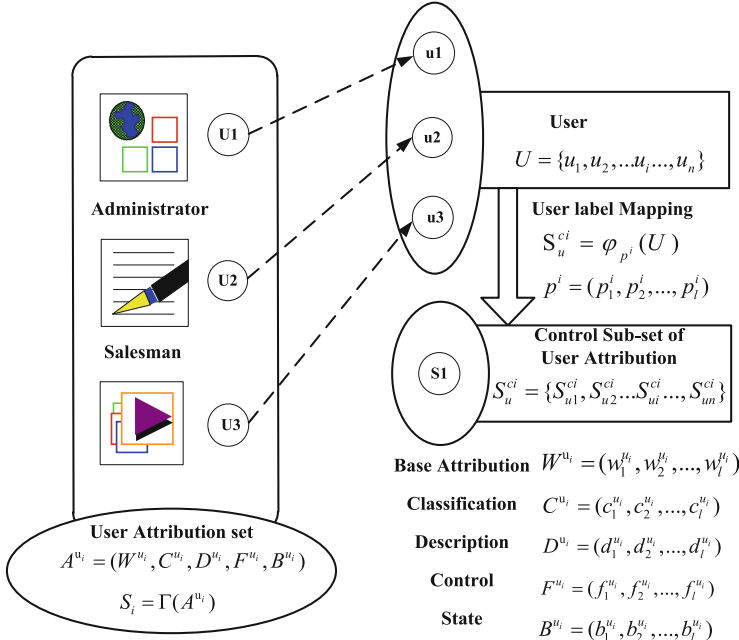 U1
Administrator
U2
Salesman
U3
User Attribution set
A^{u_i} = (W^{u_i}, C^{u_i}, D^{u_i}, F^{u_i}, B^{u_i})
S_i = Γ(A^{u_i})
u1
u2
u3
User
U = {u_1, u_2, ...u_i..., u_n}
User label Mapping
S_u^{ci} = φ_{p^i}(U)
p^i = (p_1^i, p_2^i, ..., p_l^i)
S1
Control Sub-set of
User Attribution
S_u^{ci} = {S_{u1}^{ci}, S_{u2}^{ci}...S_{ui}^{ci}..., S_{un}^{ci}}
Base Attribution W^{u_i} = (w_1^{u_i}, w_2^{u_i}, ..., w_l^{u_i})
Classification C^{u_i} = (c_1^{u_i}, c_2^{u_i}, ..., c_l^{u_i})
Description D^{u_i} = (d_1^{u_i}, d_2^{u_i}, ..., d_l^{u_i})
Control F^{u_i} = (f_1^{u_i}, f_2^{u_i}, ..., f_l^{u_i})
State B^{u_i} = (b_1^{u_i}, b_2^{u_i}, ..., b_l^{u_i})